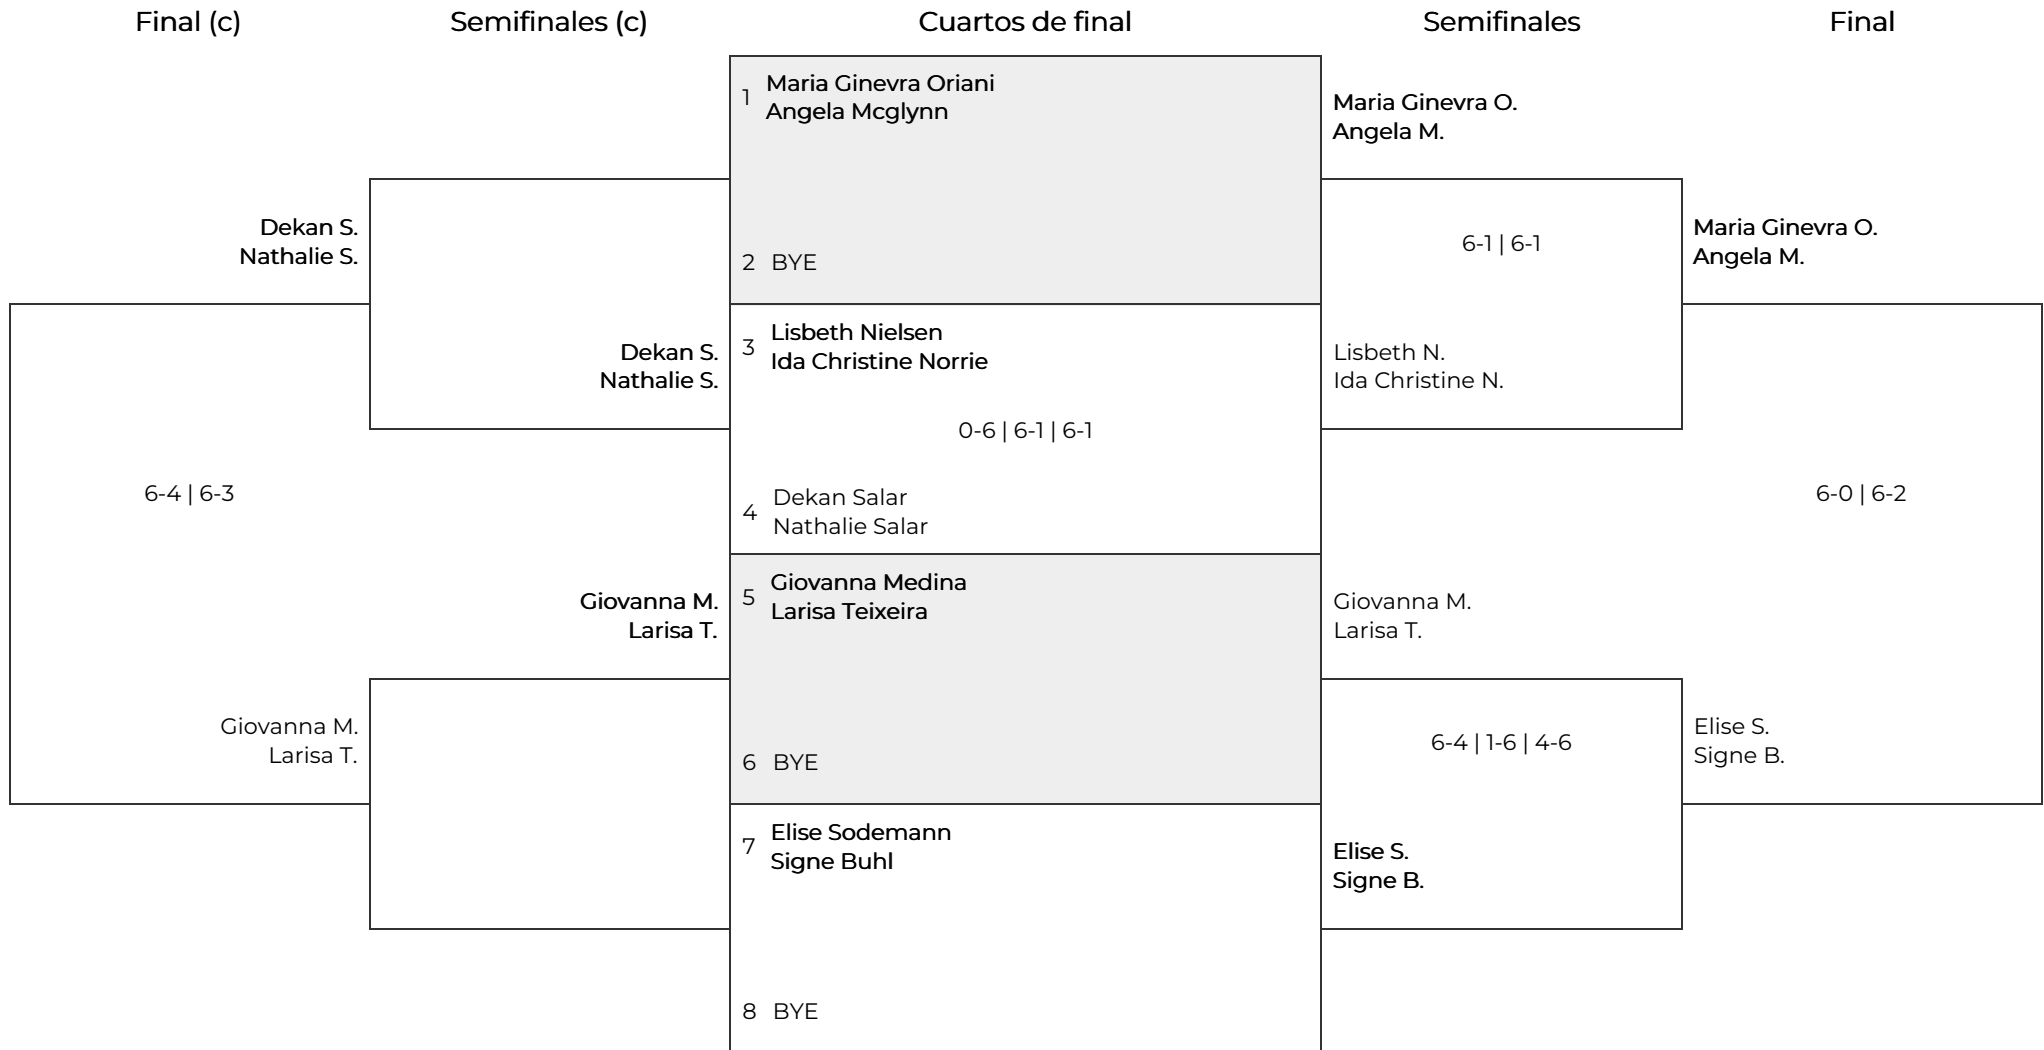 Final (c)
Semifinales (c)
Cuartos de final
Semifinales
Final
1
Maria Ginevra Oriani
Angela Mcglynn
2 BYE
3
Lisbeth Nielsen
Ida Christine Norrie
0-6 | 6-1 | 6-1
4
Dekan Salar
Nathalie Salar
5
Giovanna Medina
Larisa Teixeira
6 BYE
7
Elise Sodemann
Signe Buhl
8 BYE
Dekan S.
Nathalie S.
Giovanna M.
Larisa T.
Dekan S.
Nathalie S.
6-4 | 6-3
Giovanna M.
Larisa T.
Maria Ginevra O.
Angela M.
6-1 | 6-1
Lisbeth N.
Ida Christine N.
Giovanna M.
Larisa T.
6-4 | 1-6 | 4-6
Elise S.
Signe B.
Maria Ginevra O.
Angela M.
6-0 | 6-2
Elise S.
Signe B.